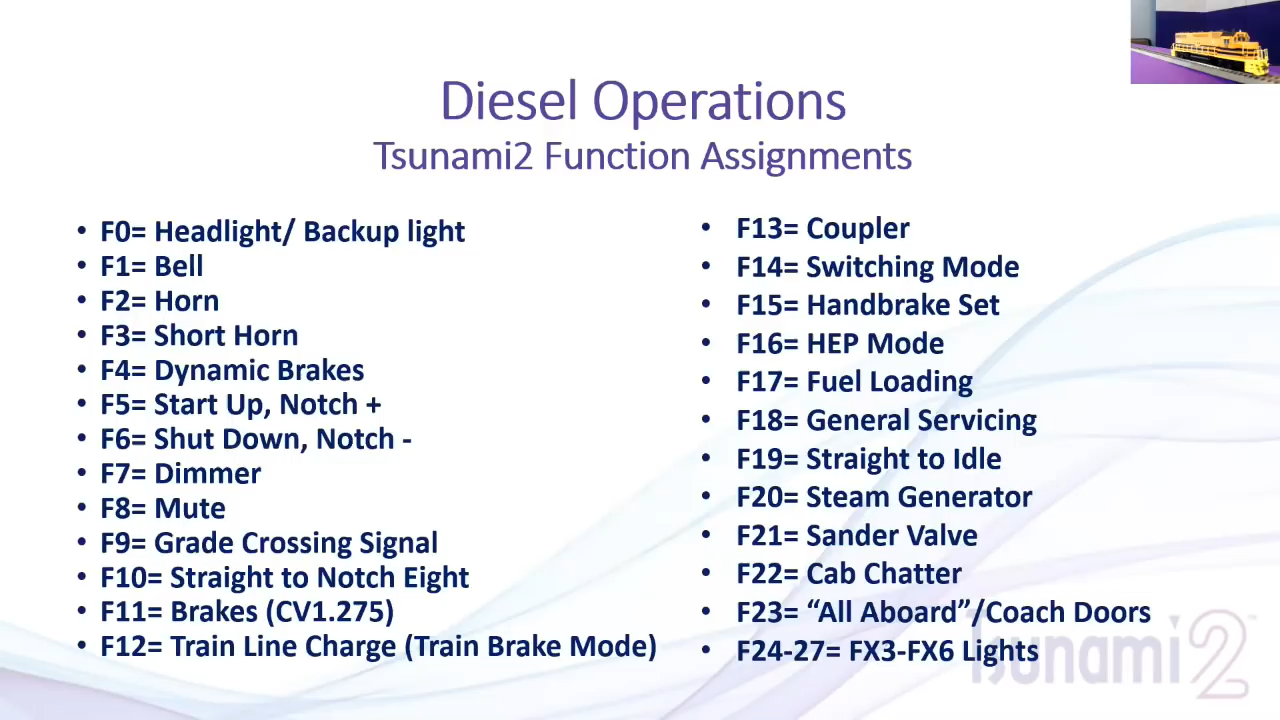 Diesel Operations
Tsunami2 Function Assignments
• F0= Headlight/ Backup light
• F1= Bell
• F2= Horn
• F3= Short Horn
• F4= Dynamic Brakes
• F5= Start Up, Notch +
• F6= Shut Down, Notch -
• F7= Dimmer
• F8= Mute
• F9= Grade Crossing Signal
• F10= Straight to Notch Eight
• F11= Brakes (CV1.275)
• F12= Train Line Charge (Train Brake Mode)
• F13= Coupler
• F14= Switching Mode
• F15= Handbrake Set
• F16= HEP Mode
• F17= Fuel Loading
• F18= General Servicing
• F19= Straight to Idle
• F20= Steam Generator
• F21= Sander Valve
• F22= Cab Chatter
• F23= “All Aboard”/Coach Doors
• F24-27= FX3-FX6 Lights
Tsunami2™